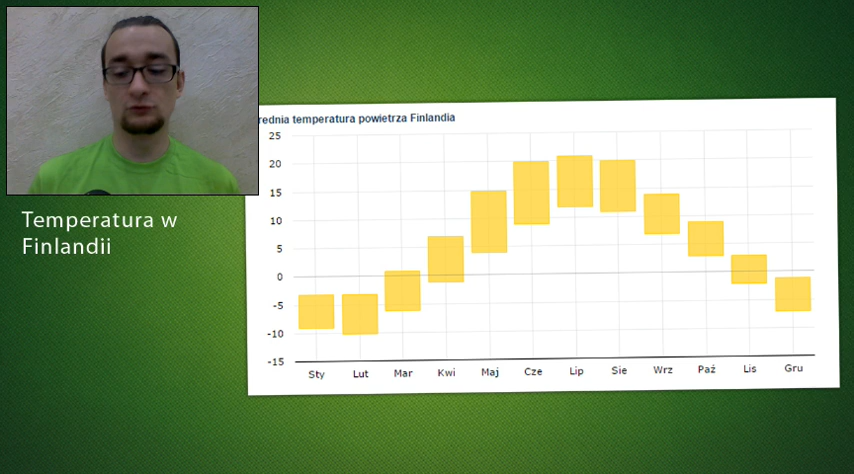 Temperatura w
Finlandii
rednia temperatura powietrza Finlandia
25
20
15
10
5
0
-5
-10
-15
Sty Lut Mar Kwi Maj Cze Lip Sie Wrz Paź Lis Gru